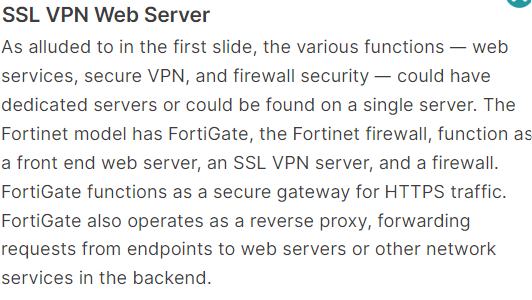 SSL VPN Web Server
As alluded to in the first slide, the various functions — web
services, secure VPN, and firewall security — could have
dedicated servers or could be found on a single server. The
Fortinet model has FortiGate, the Fortinet firewall, function as
a front end web server, an SSL VPN server, and a firewall.
FortiGate functions as a secure gateway for HTTPS traffic.
FortiGate also operates as a reverse proxy, forwarding
requests from endpoints to web servers or other network
services in the backend.